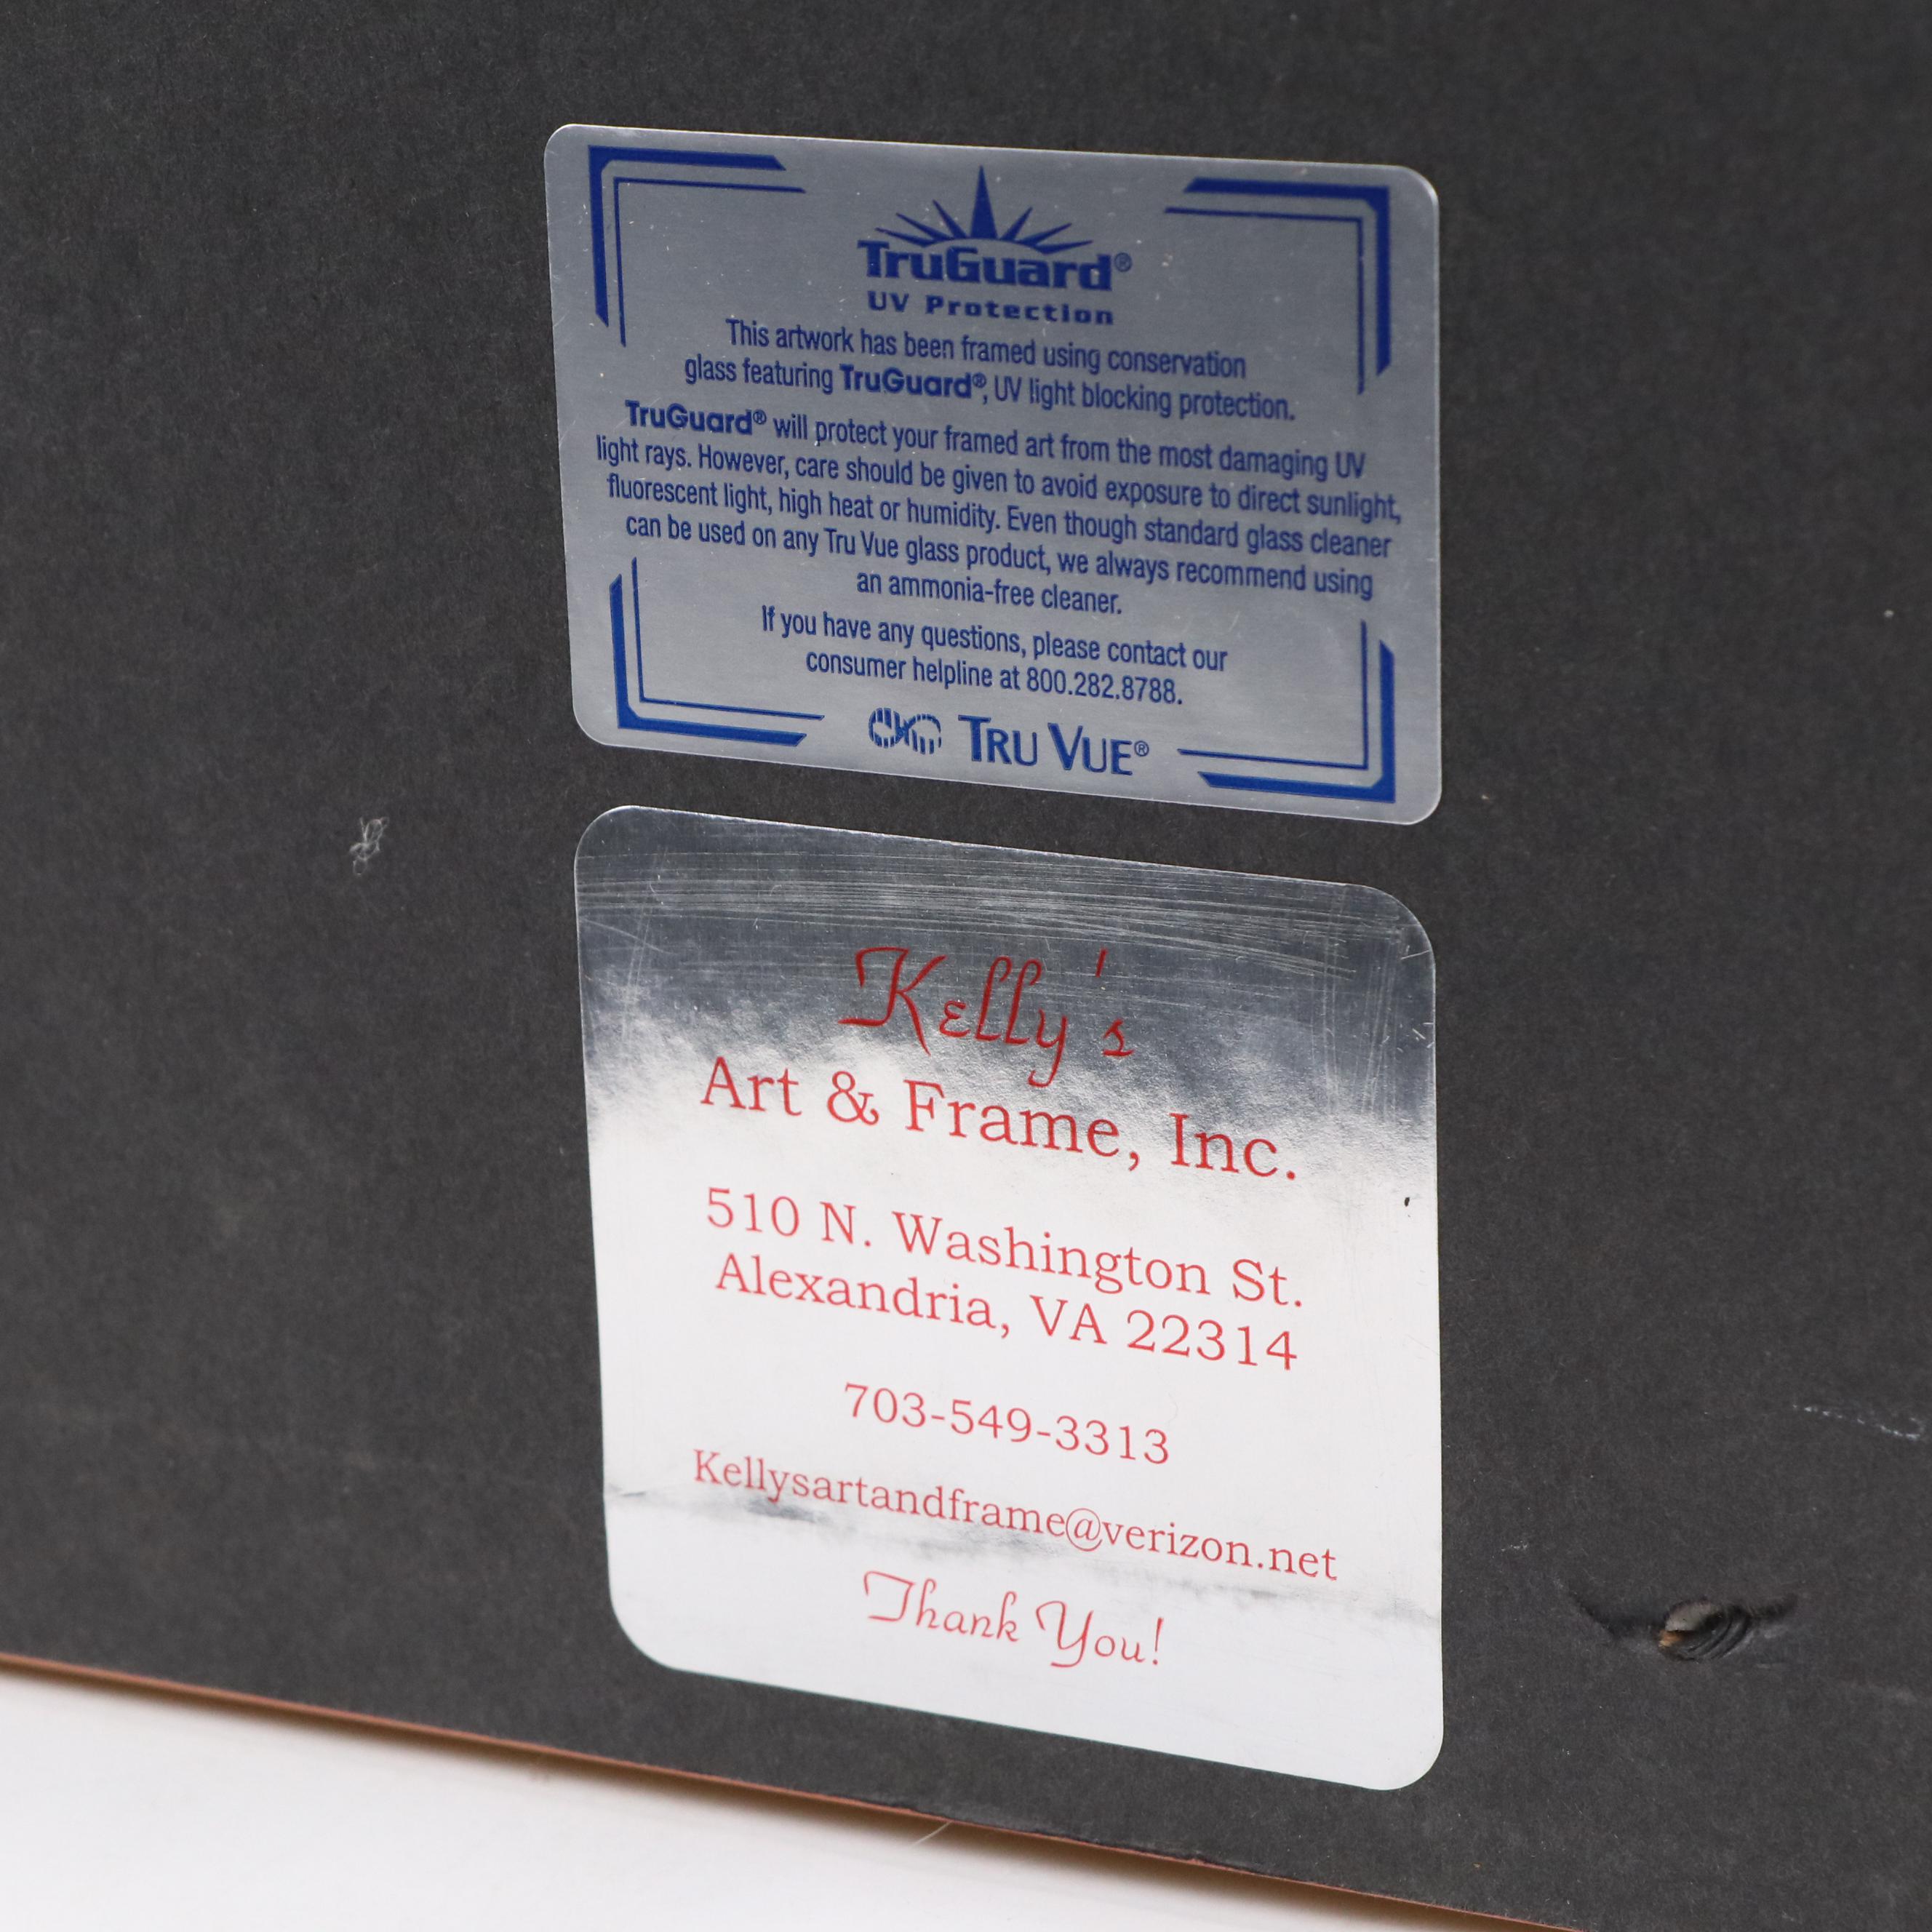 TruGuard®
UV Protection
This artwork has been framed using conservation
glass featuring TruGuard®, UV light blocking protection.
TruGuard® will protect your framed art from the most damaging UV
light rays. However, care should be given to avoid exposure to direct sunlight,
fluorescent light, high heat or humidity. Even though standard glass cleaner
can be used on any Tru Vue glass product, we always recommend using
an ammonia-free cleaner.
If you have any questions, please contact our
consumer helpline at 800.282.8788.
TRU VUE®
Kelly's
Art & Frame, Inc.
510 N. Washington St.
Alexandria, VA 22314
703-549-3313
Kellysartandframe@verizon.net
Thank You!